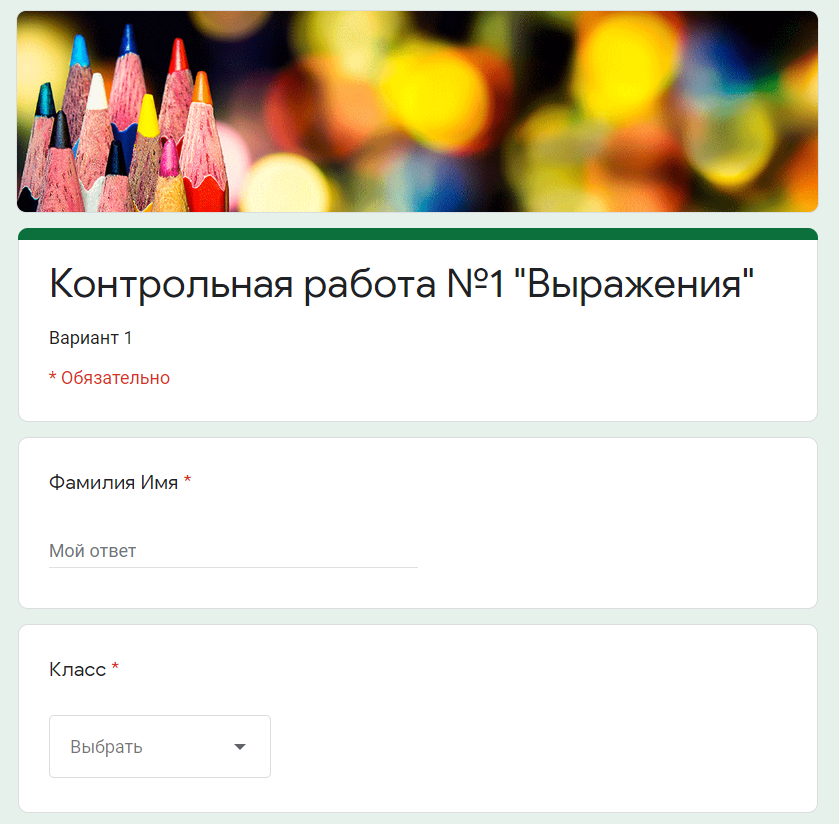 Контрольная работа №1 "Выражения"
Вариант 1
* Обязательно
Фамилия Имя *
Мой ответ
Класс *
Выбрать